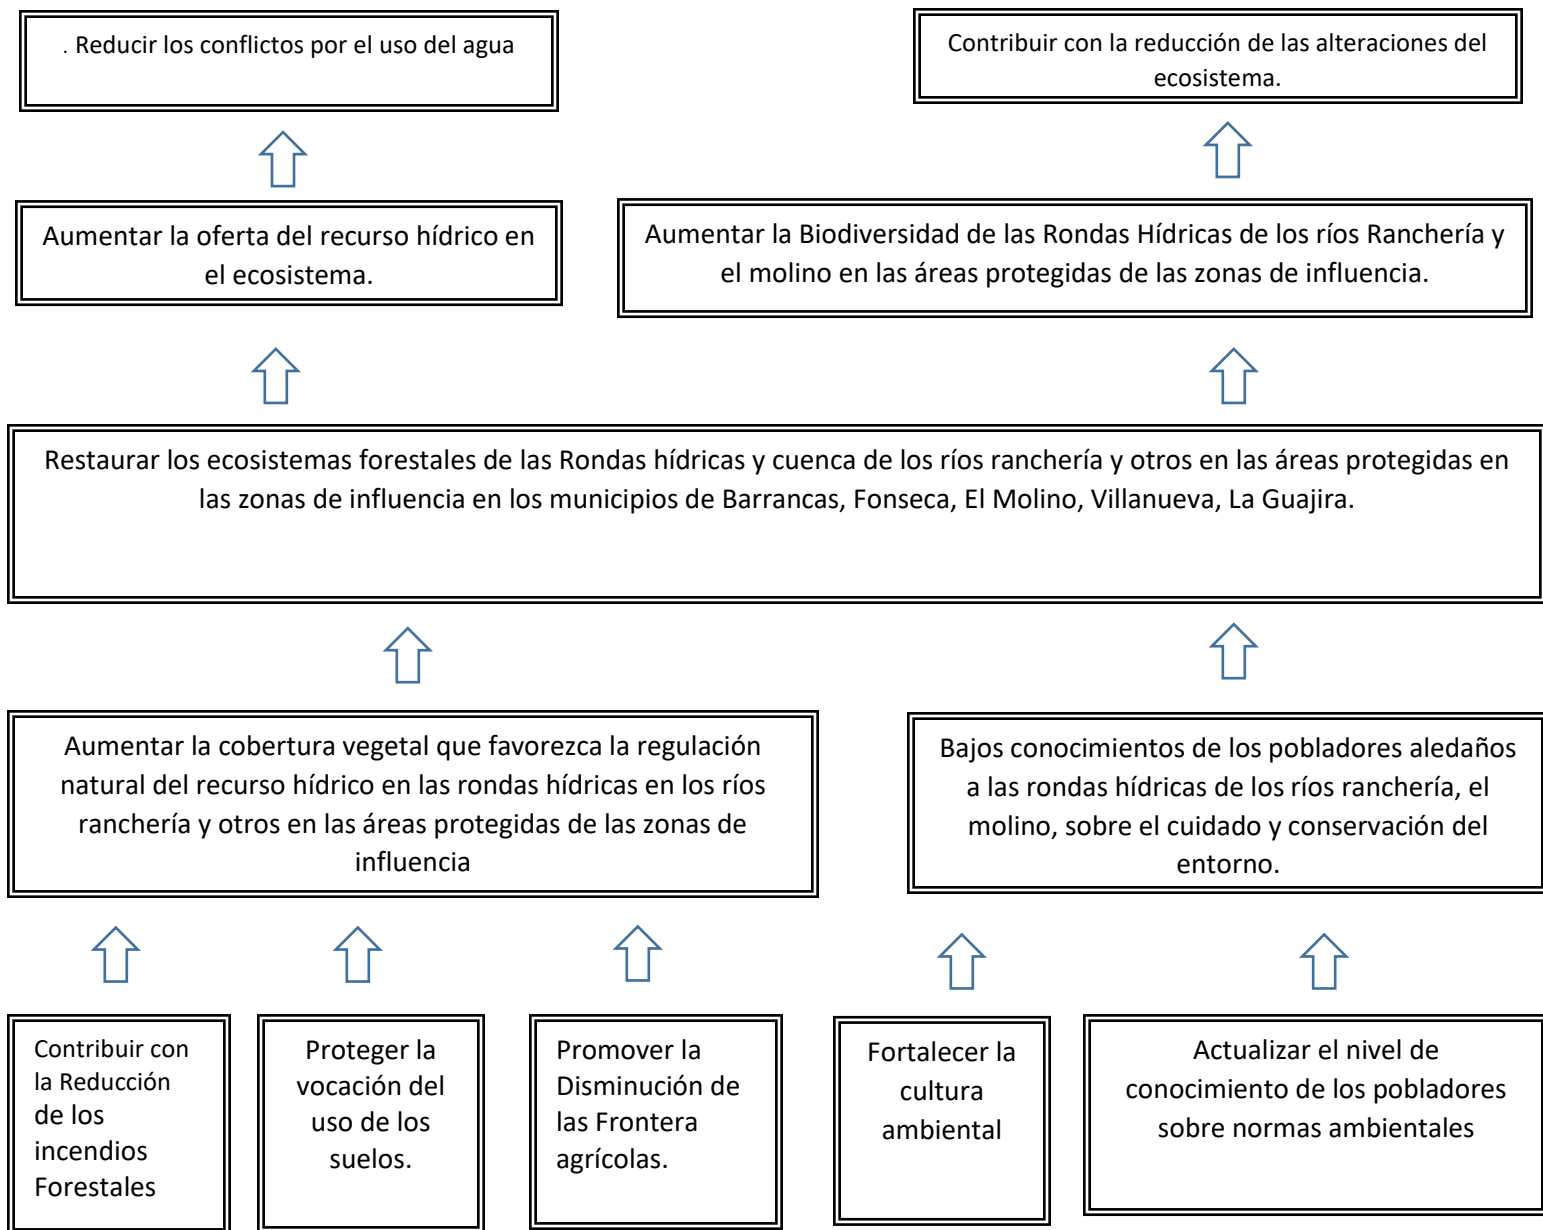 . Reducir los conflictos por el uso del agua
Contribuir con la reducción de las alteraciones del
ecosistema.
Aumentar la oferta del recurso hídrico en
el ecosistema.
Aumentar la Biodiversidad de las Rondas Hídricas de los ríos Ranchería y
el molino en las áreas protegidas de las zonas de influencia.
Restaurar los ecosistemas forestales de las Rondas hídricas y cuenca de los ríos ranchería y otros en las áreas protegidas en
las zonas de influencia en los municipios de Barrancas, Fonseca, El Molino, Villanueva, La Guajira.
Aumentar la cobertura vegetal que favorezca la regulación
natural del recurso hídrico en las rondas hídricas en los ríos
ranchería y otros en las áreas protegidas de las zonas de
influencia
Bajos conocimientos de los pobladores aledaños
a las rondas hídricas de los ríos ranchería, el
molino, sobre el cuidado y conservación del
entorno.
Contribuir con
la Reducción
de los
incendios
Forestales
Proteger la
vocación del
uso de los
suelos.
Promover la
Disminución de
las Frontera
agrícolas.
Fortalecer la
cultura
ambiental
Actualizar el nivel de
conocimiento de los pobladores
sobre normas ambientales